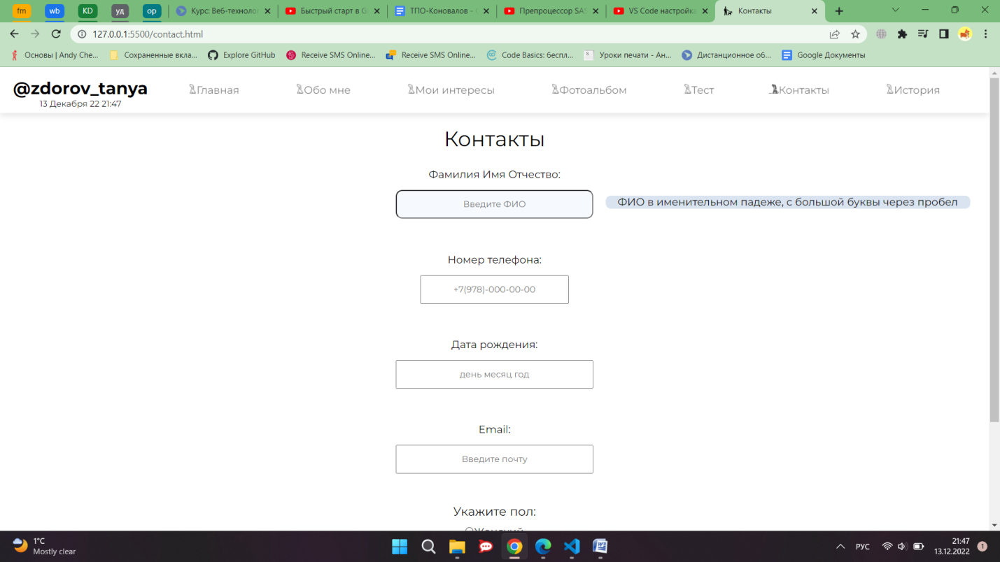 fm wb KD уд op Курс: Веб-техноло Быстрый старт в G ТПО-Коновалов - Препроцессор SAS VS Code настройка Контакты
127.0.0.1:5500/contact.html
Основы | Andy Che... Сохраненные вкла... Explore GitHub Receive SMS Online... Receive SMS Online... Code Basics: беспл... Уроки печати - Ан... Дистанционное об... Google Документы
@zdorov_tanya Главная Обо мне Мои интересы Фотоальбом Тест Контакты История
13 Декабря 22 21:47
Контакты
Фамилия Имя Отчество:
Введите ФИО ФИО в именительном падеже, с большой буквы через пробел
Номер телефона:
+7(978)-000-00-00
Дата рождения:
день месяц год
Email:
Введите почту
Укажите пол:
Женский
1°C
Mostly clear
РУС
21:47
13.12.2022
1